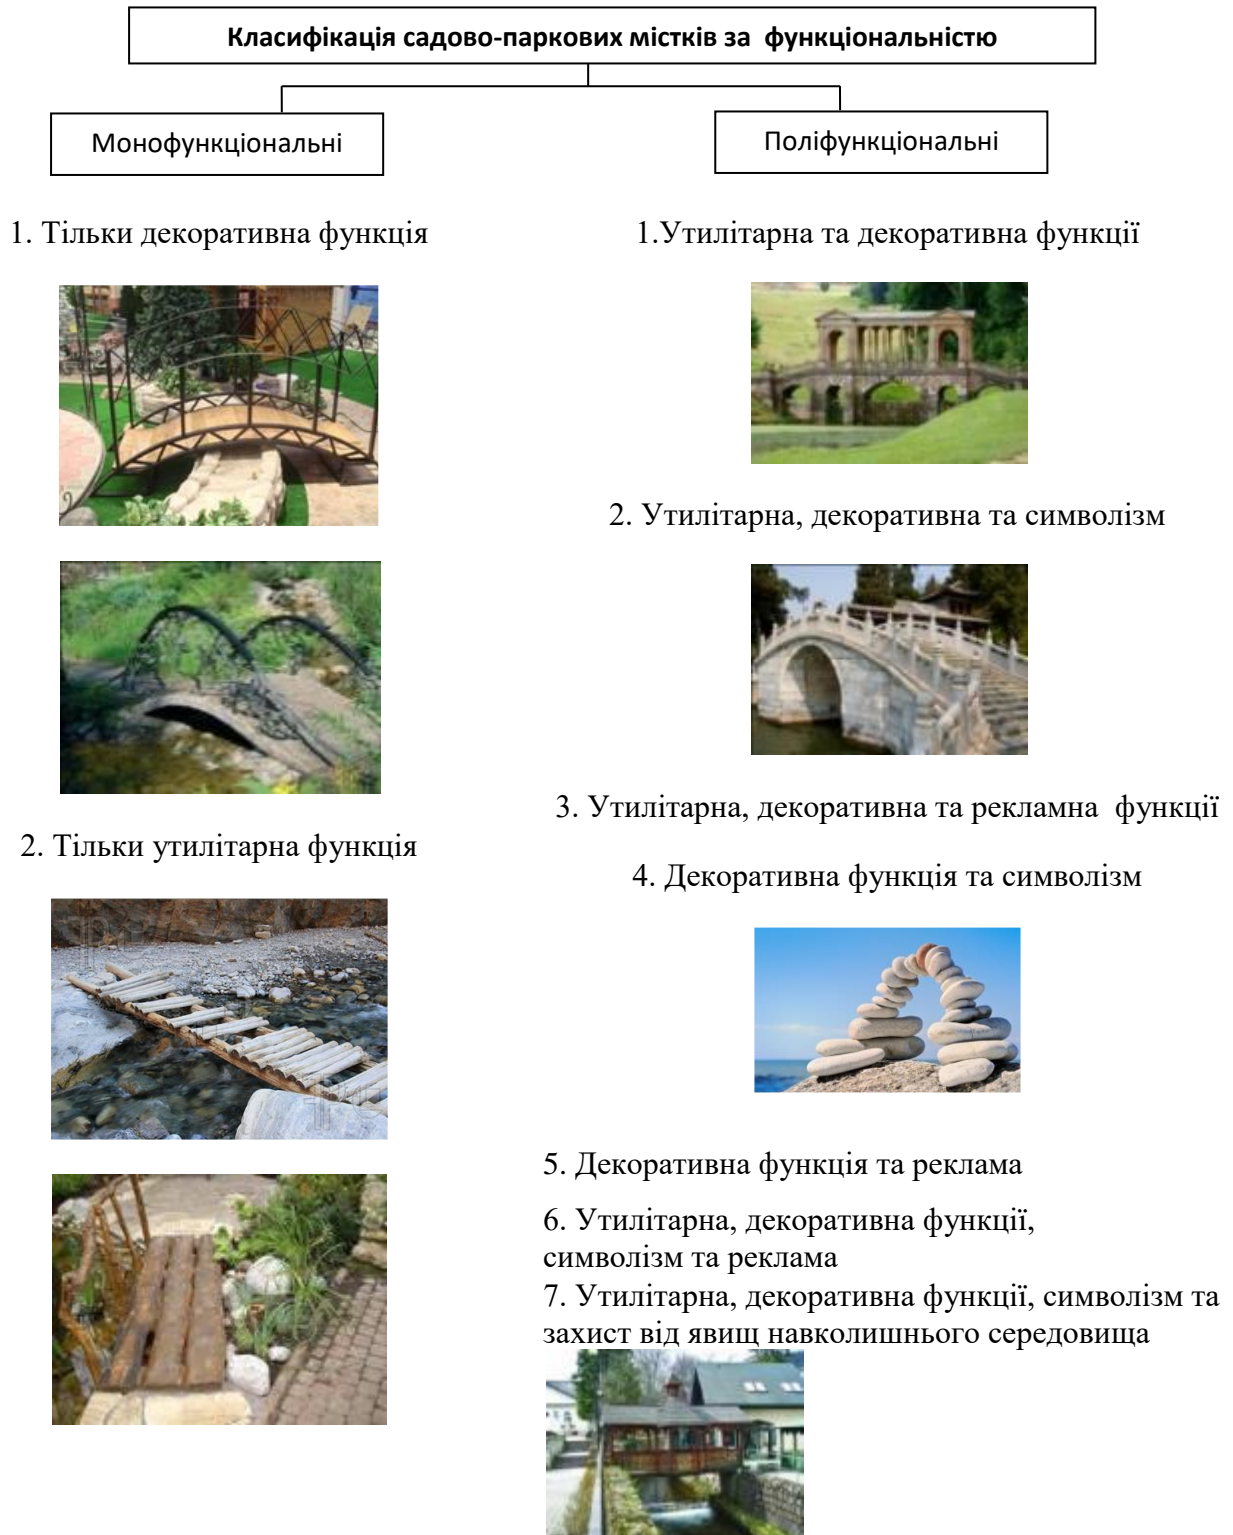 Класифікація садово-паркових містків за функціональністю
Монофункціональні
Поліфункціональні
1. Тільки декоративна функція
2. Тільки утилітарна функція
1.Утилітарна та декоративна функції
2. Утилітарна, декоративна та символізм
3. Утилітарна, декоративна та рекламна функції
4. Декоративна функція та символізм
5. Декоративна функція та реклама
6. Утилітарна, декоративна функції,
символізм та реклама
7. Утилітарна, декоративна функції, символізм та
захист від явищ навколишнього середовища